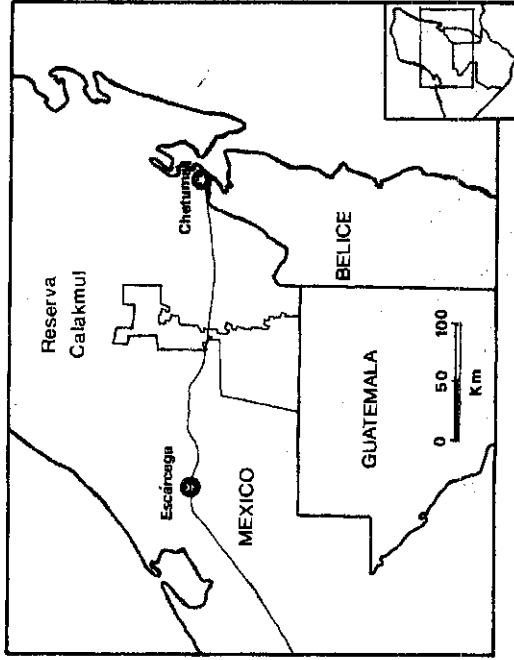 Reserva
Calakmul
Chetumal
Escárcega
MEXICO
BELICE
GUATEMALA
0 50 100
Km